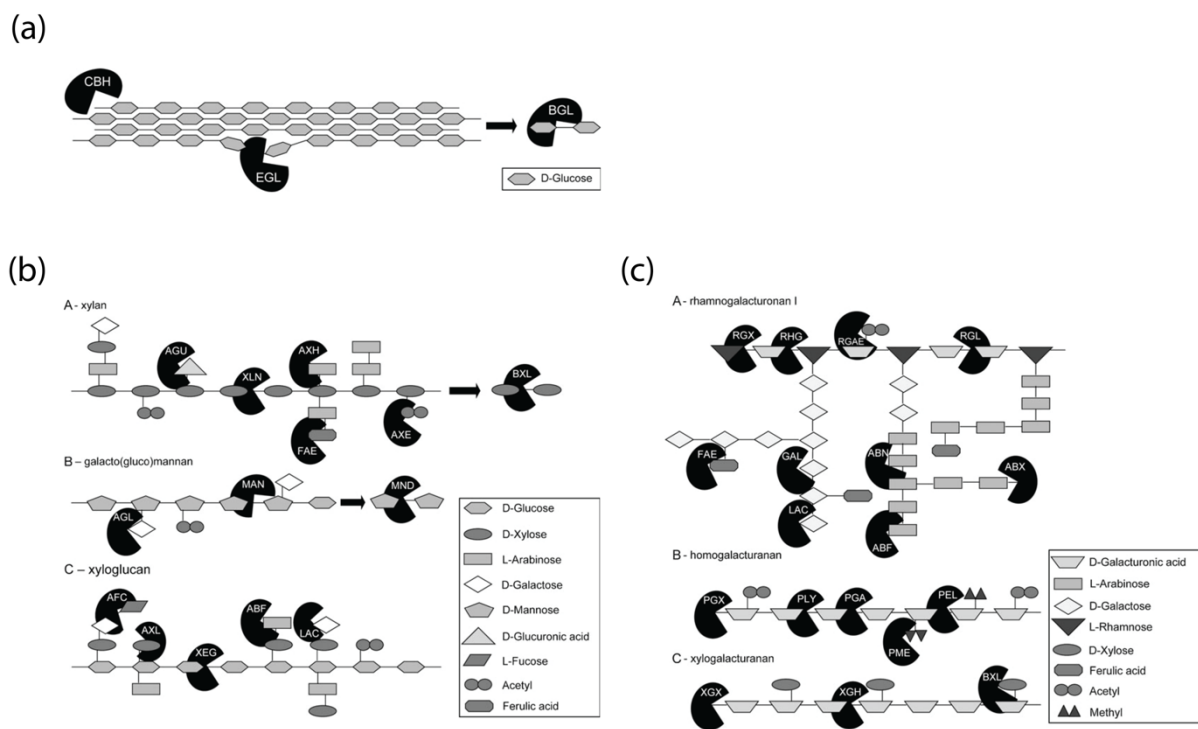 (a)
CBH
BGL
EGL
D-Glucose
(b)
A - xylan
AGU
XLN
AXH
BXL
FAE
AXE
B – galacto(gluco)mannan
MAN
MND
AGL
C – xyloglucan
AFC
AXL
XEG
ABF
LAC
D-Glucose
D-Xylose
L-Arabinose
D-Galactose
D-Mannose
D-Glucuronic acid
L-Fucose
Acetyl
Ferulic acid
(c)
A - rhamnogalacturonan I
RGX
RHG
RGAE
RGL
FAE
GAL
ABN
ABX
LAC
ABF
B - homogalacturanan
PGX
PLY
PGA
PEL
PME
C - xylogalacturanan
XGX
XGH
BXL
D-Galacturonic acid
L-Arabinose
D-Galactose
L-Rhamnose
D-Xylose
Ferulic acid
Acetyl
Methyl